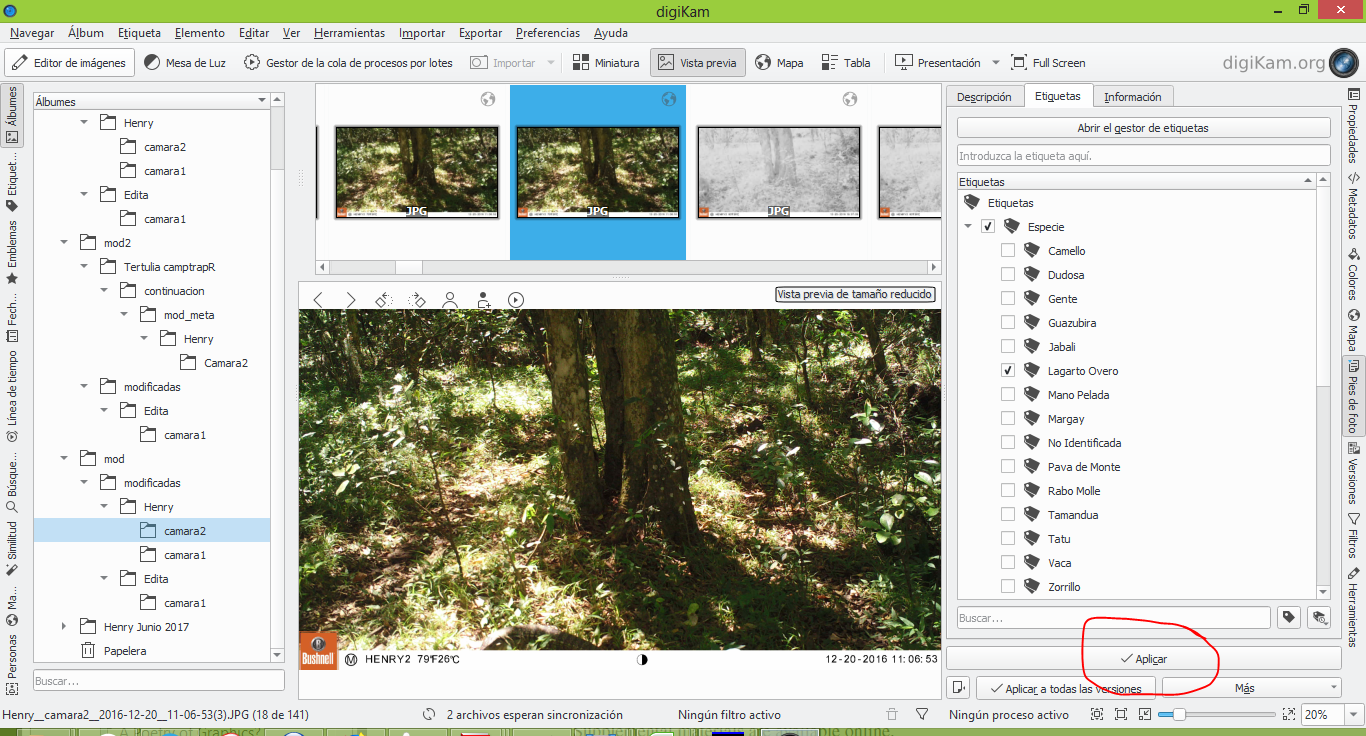 digiKam
Navegar Álbum Etiqueta Elemento Editar Ver Herramientas Importar Exportar Preferencias Ayuda
Editor de imágenes Mesa de Luz Gestor de la cola de procesos por lotes Importar Miniatura Vista previa Mapa Tabla Presentación Full Screen digiKam.org
Álbumes
Etiquet...
Emblemas
Fech...
Línea de tiempo
Búsque...
Similitud
Ma...
Personas
Álbumes
Henry
camara2
camara1
Edita
camara1
mod2
Tertulia camptrapR
continuacion
mod_meta
Henry
Camara2
modificadas
Edita
camara1
mod
modificadas
Henry
camara2
camara1
Edita
camara1
Henry Junio 2017
Papelera
Buscar...
JPG
JPG
JPG
Vista previa de tamaño reducido
Bushnell M HENRY2 79°F26°C 12-20-2016 11:06:53
Descripción Etiquetas Información
Abrir el gestor de etiquetas
Introduzca la etiqueta aquí.
Etiquetas
Etiquetas
Especie
Camello
Dudosa
Gente
Guazubira
Jabali
Lagarto Overo
Mano Pelada
Margay
No Identificada
Pava de Monte
Rabo Molle
Tamandua
Tatu
Vaca
Zorrillo
Buscar...
Aplicar
Aplicar a todas las versiones Más
Propiedades
Metadatos
Colores
Mapa
Pies de foto
Versiones
Filtros
Herramientas
Henry__camara2__2016-12-20__11-06-53(3).JPG (18 de 141) 2 archivos esperan sincronización Ningún filtro activo Ningún proceso activo 20%